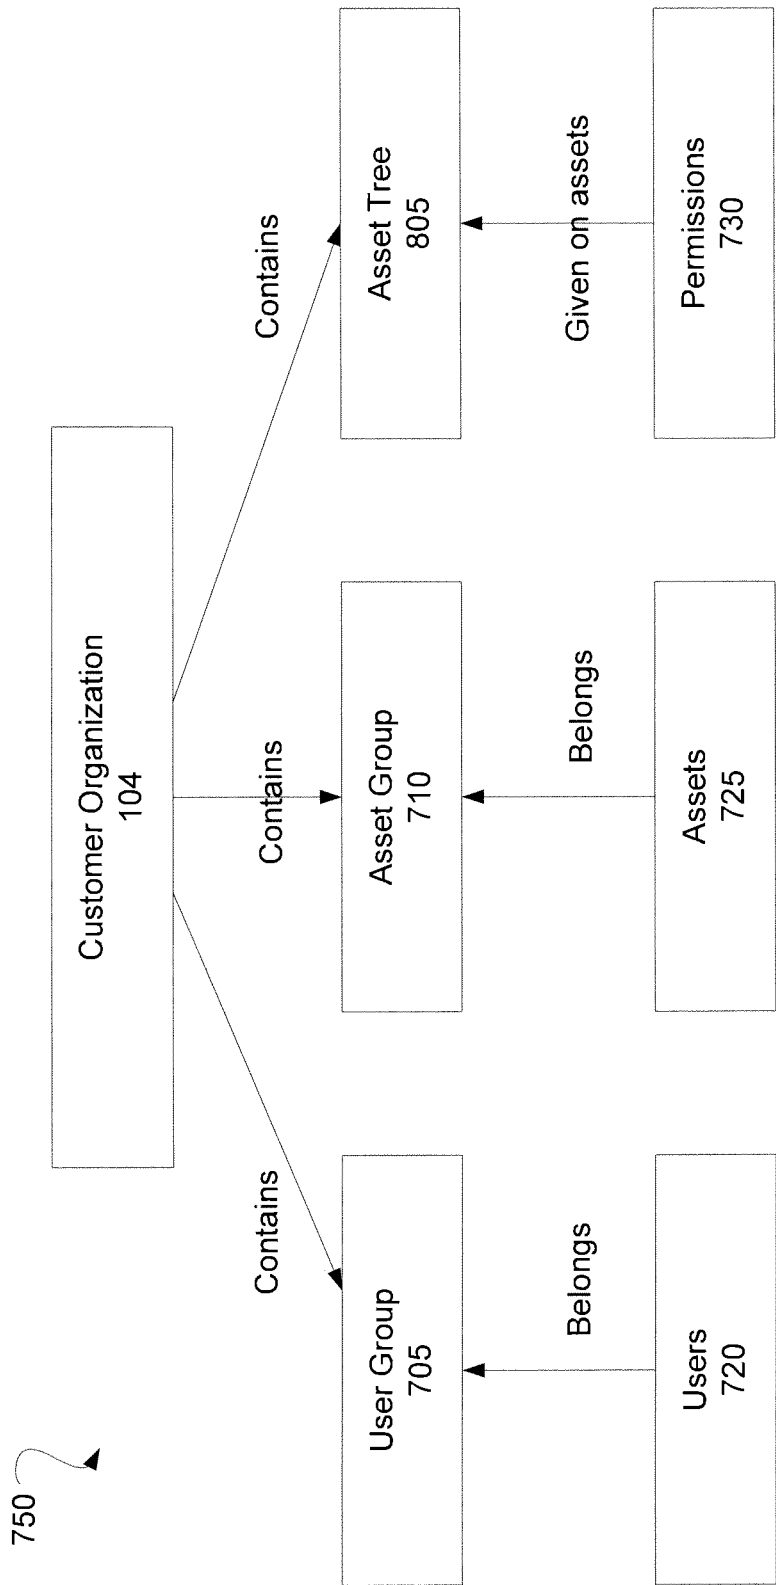 750
Customer Organization
104
Contains
Contains
Contains
User Group
705
Asset Group
710
Asset Tree
805
Belongs
Belongs
Given on assets
Users
720
Assets
725
Permissions
730